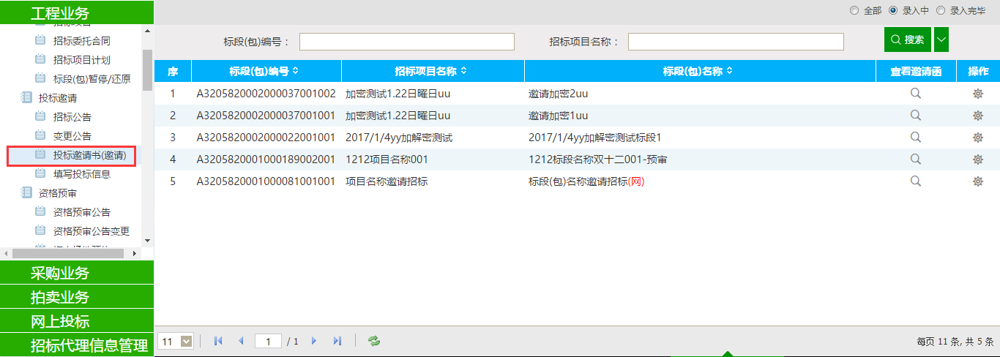 工程业务
招标项目
招标委托合同
招标项目计划
标段(包)暂停/还原
投标邀请
招标公告
变更公告
投标邀请书(邀请)
填写投标信息
资格预审
资格预审公告
资格预审公告变更
采购业务
拍卖业务
网上投标
招标代理信息管理
全部 录入中 录入完毕
标段(包)编号： 招标项目名称： 搜索
序 标段(包)编号 招标项目名称 标段(包)名称 查看邀请函 操作
1 A3205820002000037001002 加密测试1.22日曜日uu 邀请加密2uu
2 A3205820002000037001001 加密测试1.22日曜日uu 邀请加密1uu
3 A3205820002000022001001 2017/1/4yy加解密测试 2017/1/4yy加解密测试标段1
4 A3205820001000189002001 1212项目名称001 1212标段名称双十二001-预审
5 A3205820001000081001001 项目名称邀请招标 标段(包)名称邀请招标(网)
11 1 / 1 每页 11 条, 共 5 条